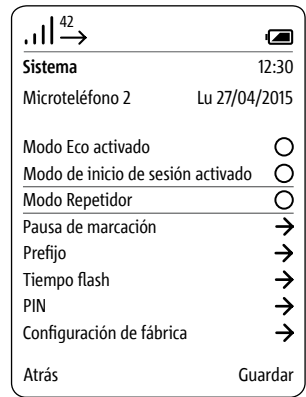 42
Sistema 12:30
Microteléfono 2 Lu 27/04/2015
Modo Eco activado
Modo de inicio de sesión activado
Modo Repetidor
Pausa de marcación
Prefijo
Tiempo flash
PIN
Configuración de fábrica
Atrás Guardar